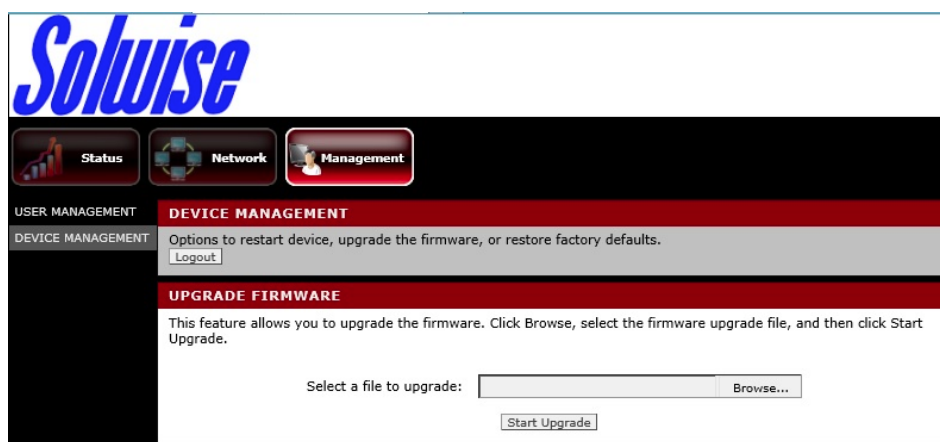 Solwise
Status
Network
Management
USER MANAGEMENT
DEVICE MANAGEMENT
DEVICE MANAGEMENT
Options to restart device, upgrade the firmware, or restore factory defaults.
Logout
UPGRADE FIRMWARE
This feature allows you to upgrade the firmware. Click Browse, select the firmware upgrade file, and then click Start
Upgrade.
Select a file to upgrade:
Browse...
Start Upgrade